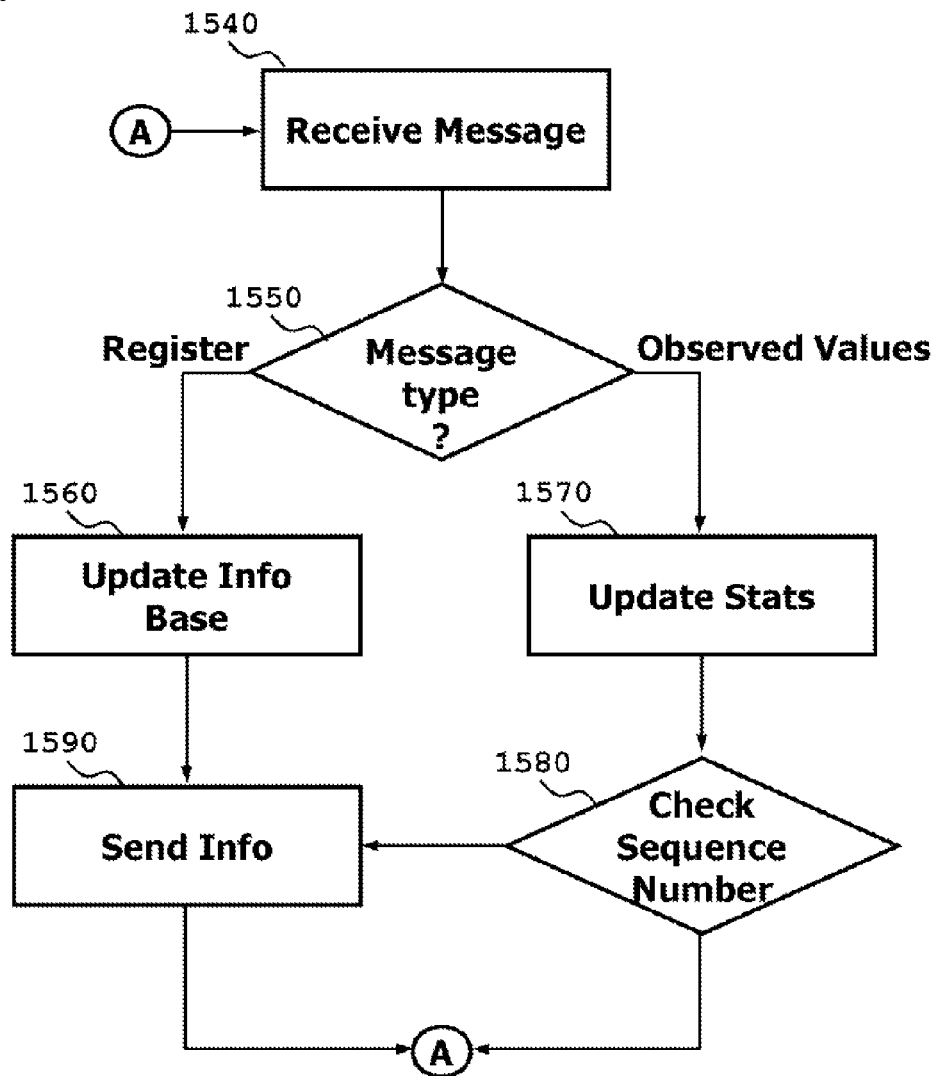 1540
A
Receive Message
1550
Register
Message
type
?
Observed Values
1560
Update Info
Base
1570
Update Stats
1590
Send Info
1580
Check
Sequence
Number
A